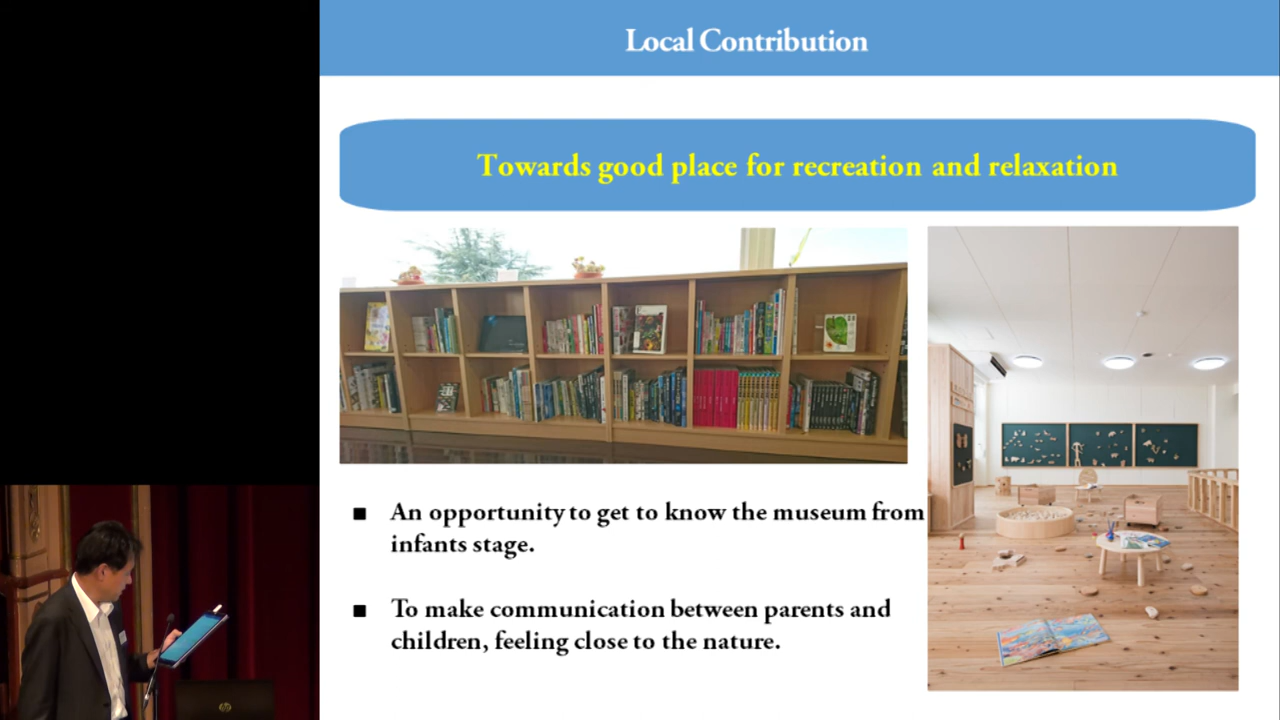 Local Contribution
Towards good place for recreation and relaxation
■ An opportunity to get to know the museum from
infants stage.
■ To make communication between parents and
children, feeling close to the nature.